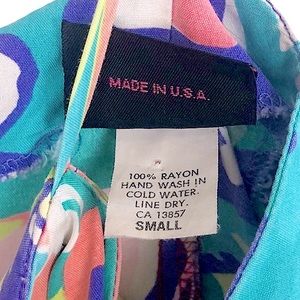 MADE IN U.S.A.
100% RAYON
HAND WASH IN
COLD WATER.
LINE DRY.
CA 13857
SMALL